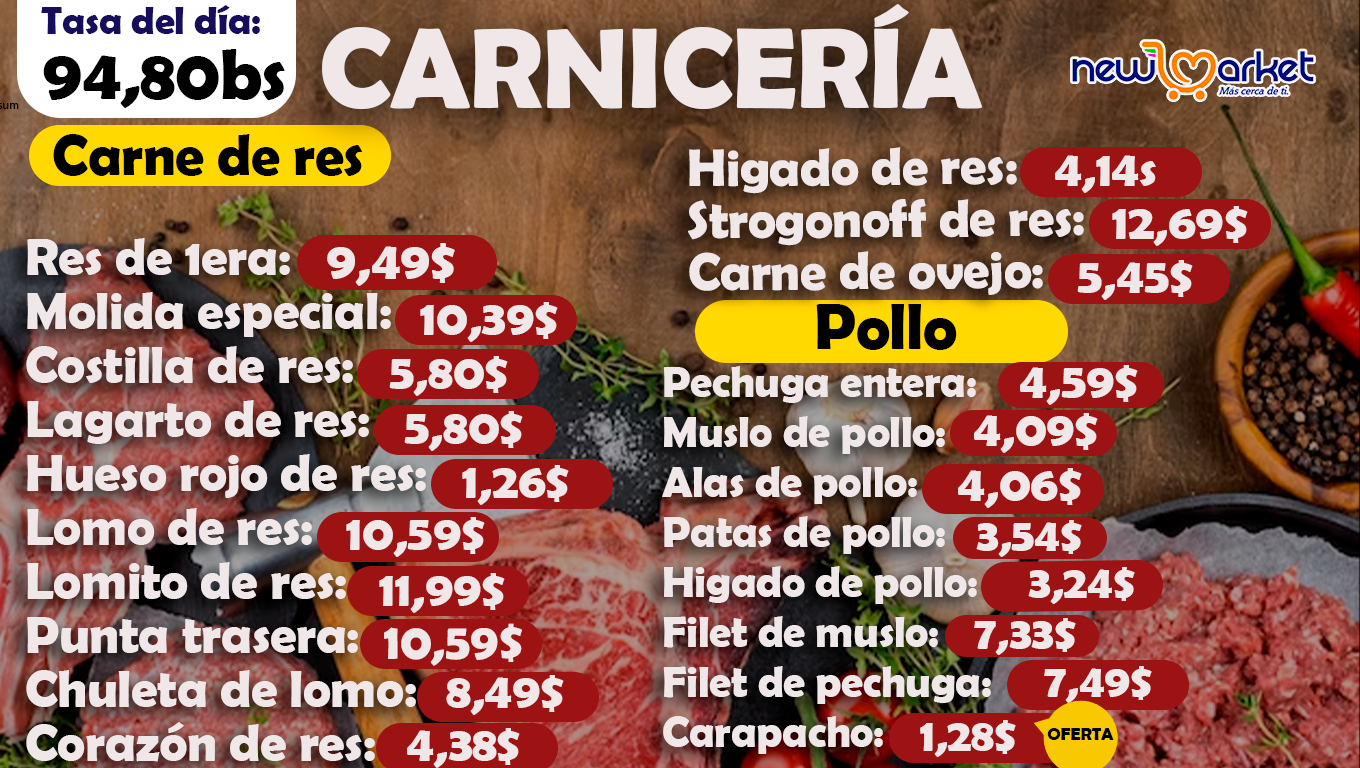 Tasa del día:
94,80bs
sum
CARNICERÍA
new market
Más cerca de ti.
Carne de res
Res de 1era: 9,49$
Molida especial: 10,39$
Costilla de res: 5,80$
Lagarto de res: 5,80$
Hueso rojo de res: 1,26$
Lomo de res: 10,59$
Lomito de res: 11,99$
Punta trasera: 10,59$
Chuleta de lomo: 8,49$
Corazón de res: 4,38$
Higado de res: 4,14s
Strogonoff de res: 12,69$
Carne de ovejo: 5,45$
Pollo
Pechuga entera: 4,59$
Muslo de pollo: 4,09$
Alas de pollo: 4,06$
Patas de pollo: 3,54$
Higado de pollo: 3,24$
Filet de muslo: 7,33$
Filet de pechuga: 7,49$
Carapacho: 1,28$ OFERTA